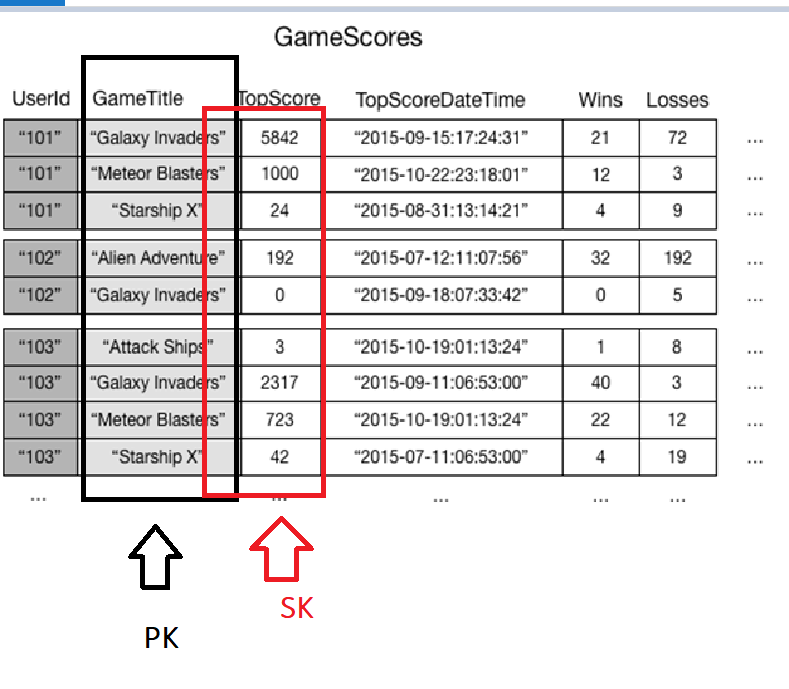 GameScores
UserId GameTitle TopScore TopScoreDateTime Wins Losses
“101” “Galaxy Invaders” 5842 “2015-09-15:17:24:31” 21 72 ...
“101” “Meteor Blasters” 1000 “2015-10-22:23:18:01” 12 3 ...
“101” “Starship X” 24 “2015-08-31:13:14:21” 4 9 ...
“102” “Alien Adventure” 192 “2015-07-12:11:07:56” 32 192 ...
“102” “Galaxy Invaders” 0 “2015-09-18:07:33:42” 0 5 ...
“103” “Attack Ships” 3 “2015-10-19:01:13:24” 1 8 ...
“103” “Galaxy Invaders” 2317 “2015-09-11:06:53:00” 40 3 ...
“103” “Meteor Blasters” 723 “2015-10-19:01:13:24” 22 12 ...
“103” “Starship X” 42 “2015-07-11:06:53:00” 4 19 ...
... ... ... ... ...
SK
PK